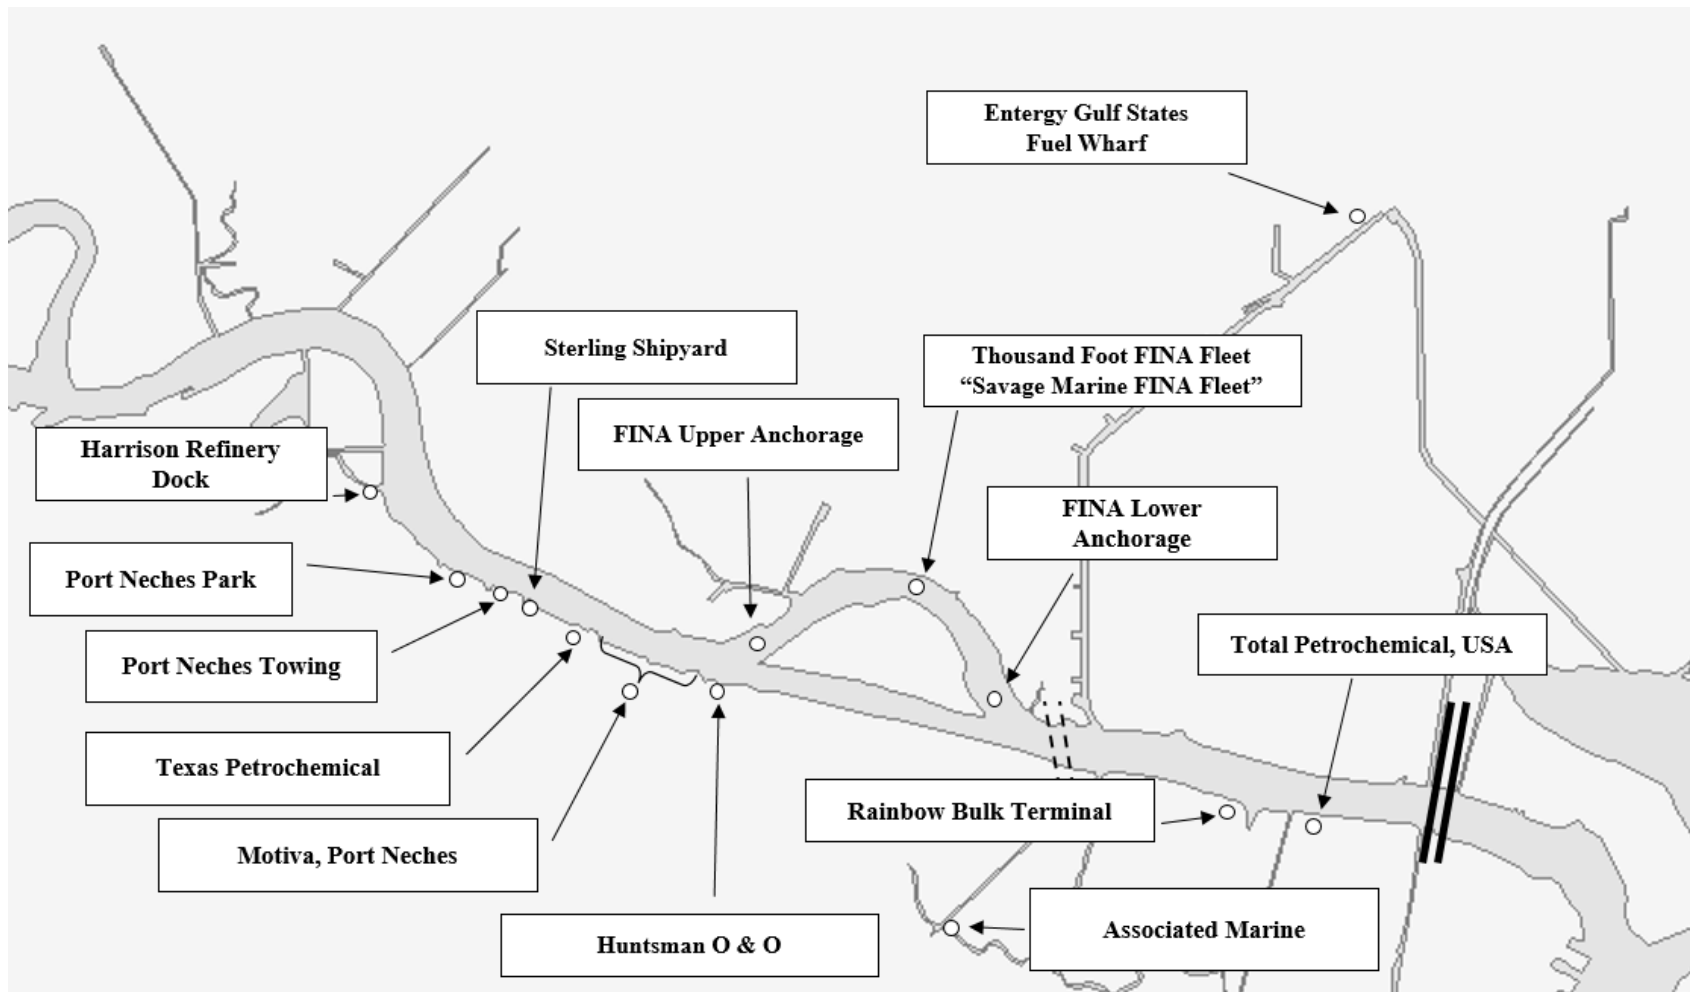 Entergy Gulf States
Fuel Wharf
Sterling Shipyard
Thousand Foot FINA Fleet
“Savage Marine FINA Fleet”
FINA Upper Anchorage
Harrison Refinery
Dock
FINA Lower
Anchorage
Port Neches Park
Total Petrochemical, USA
Port Neches Towing
Texas Petrochemical
Rainbow Bulk Terminal
Motiva, Port Neches
Associated Marine
Huntsman O & O